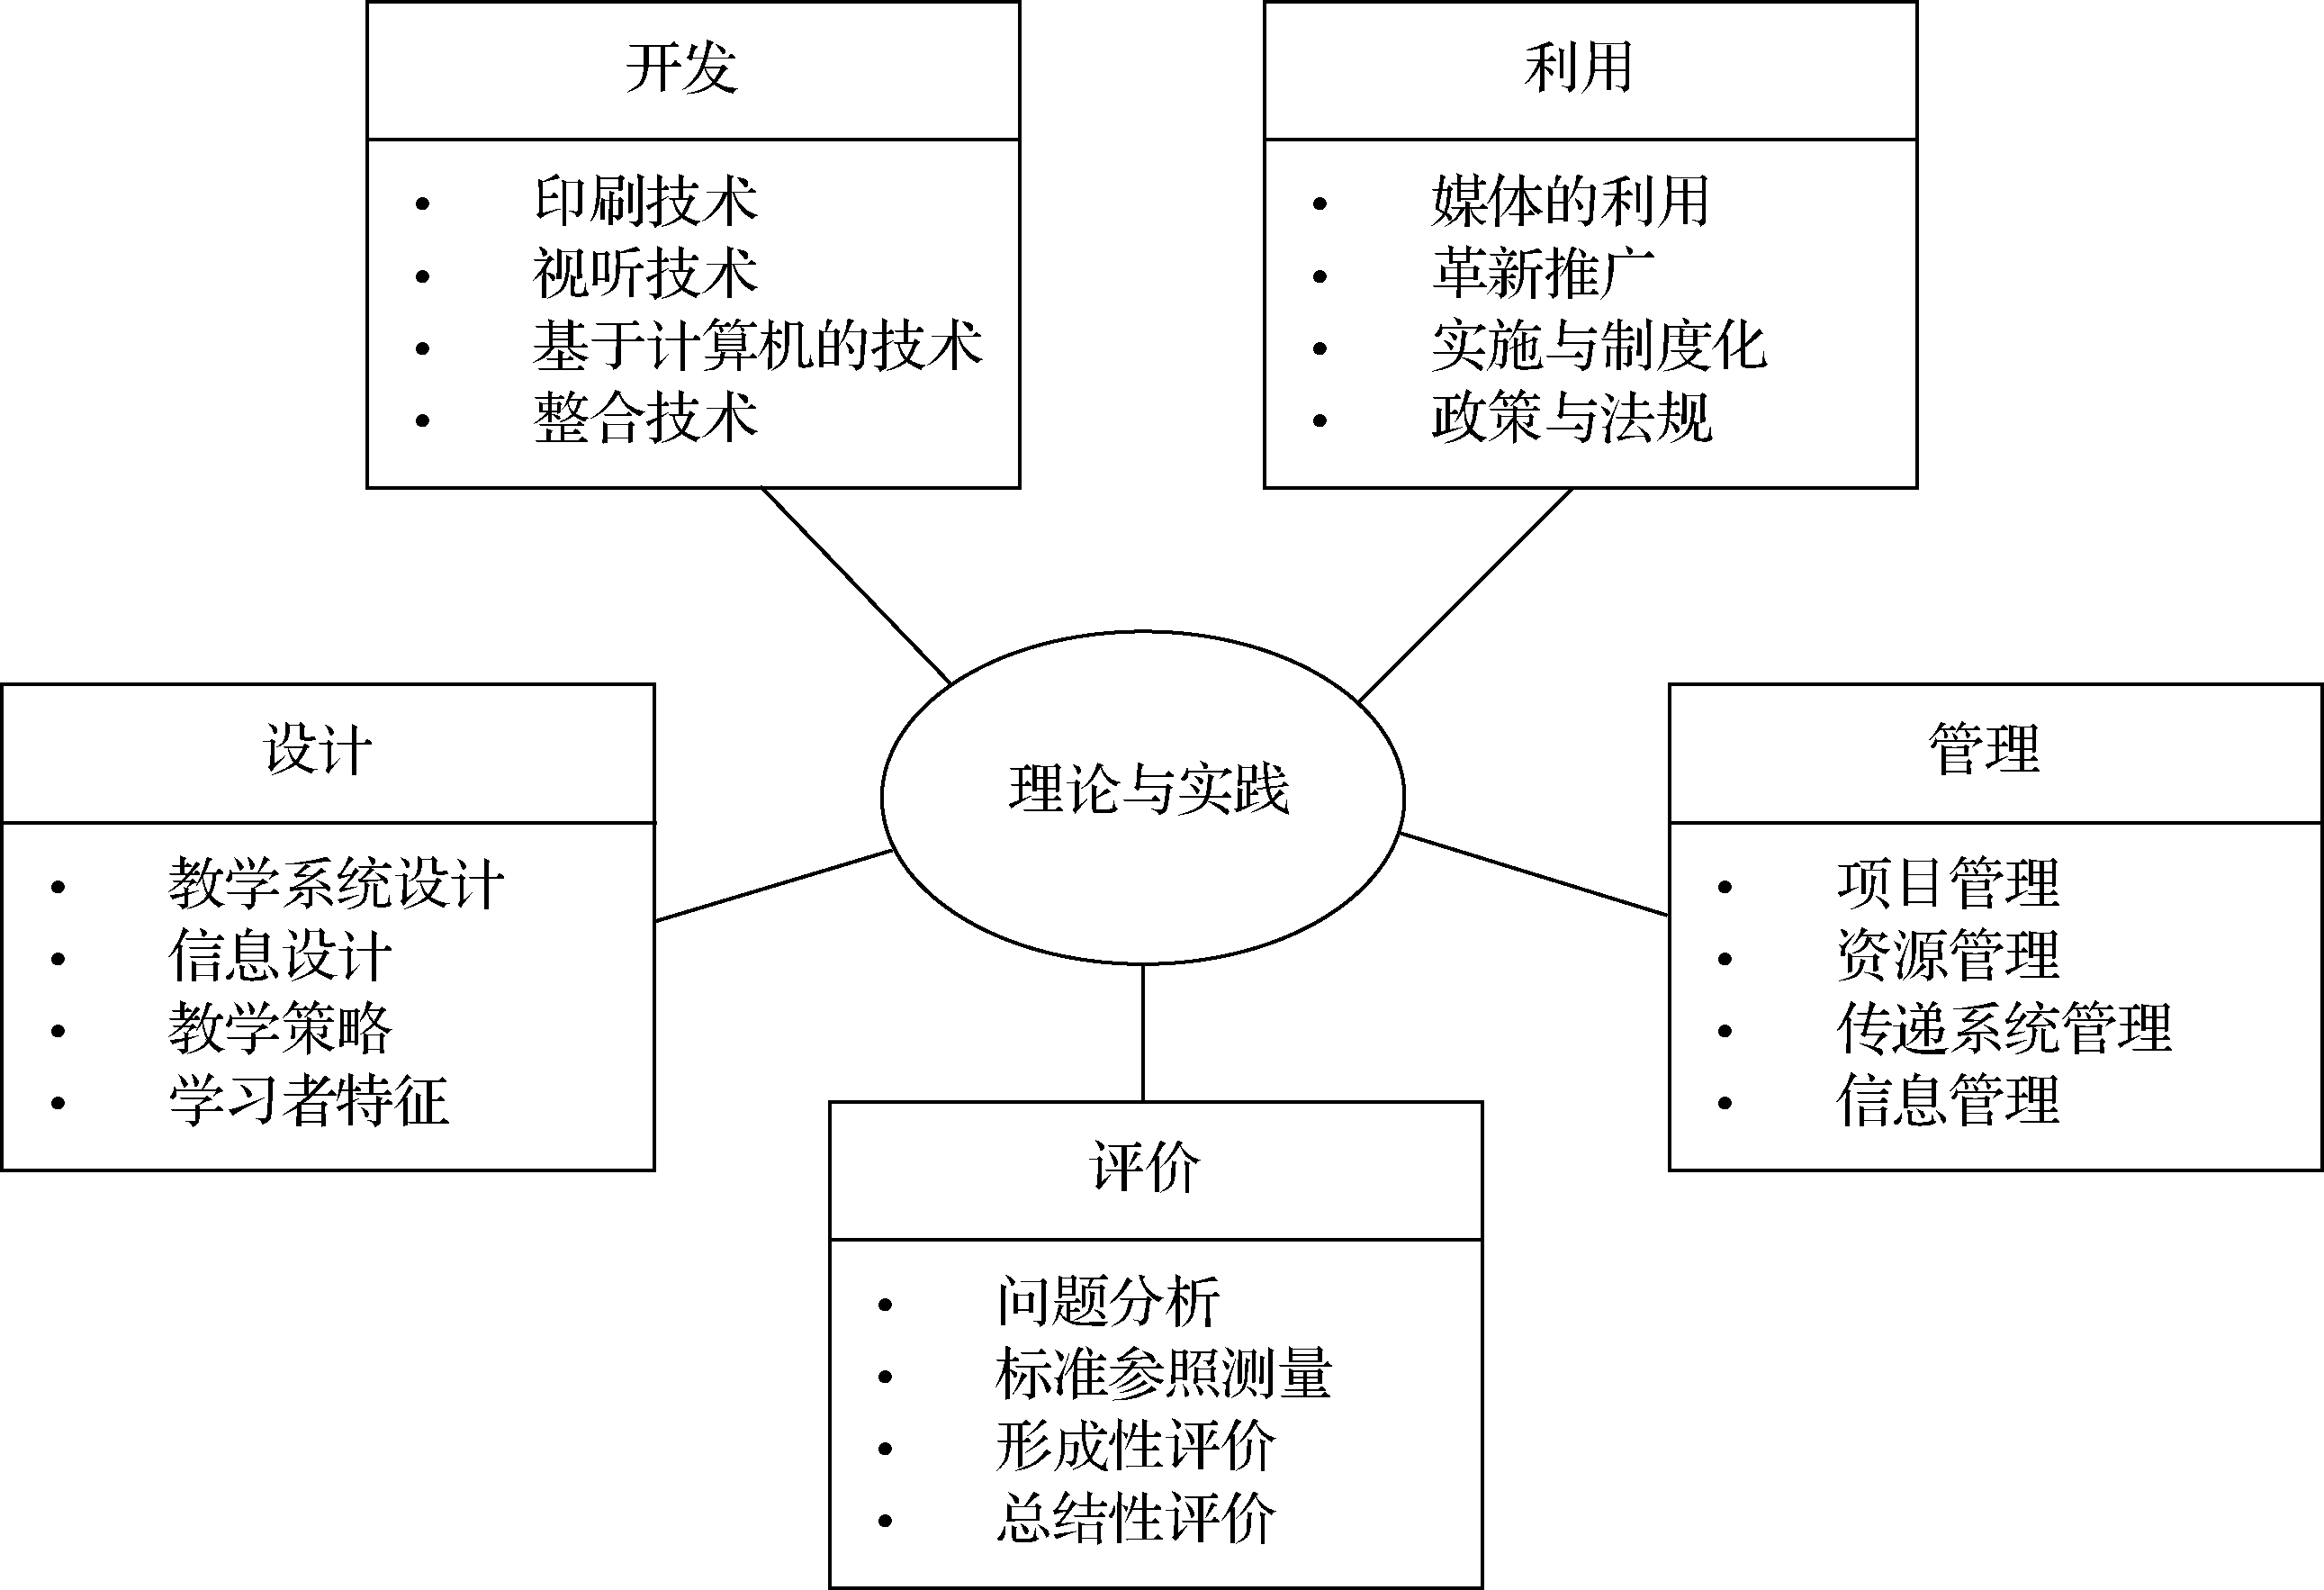 开发
• 印刷技术
• 视听技术
• 基于计算机的技术
• 整合技术
利用
• 媒体的利用
• 革新推广
• 实施与制度化
• 政策与法规
理论与实践
设计
• 教学系统设计
• 信息设计
• 教学策略
• 学习者特征
管理
• 项目管理
• 资源管理
• 传递系统管理
• 信息管理
评价
• 问题分析
• 标准参照测量
• 形成性评价
• 总结性评价